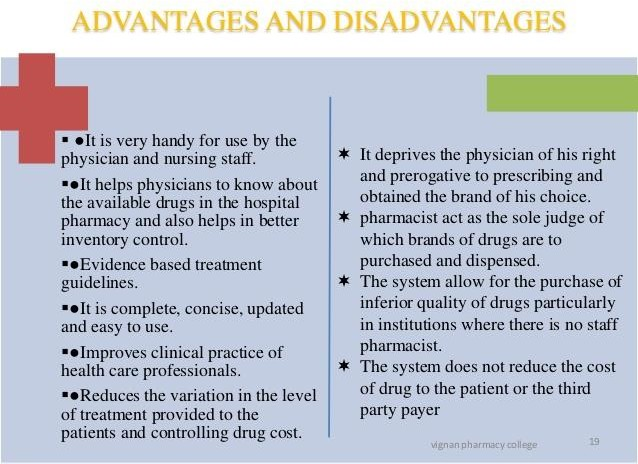 ADVANTAGES AND DISADVANTAGES
▪ ●It is very handy for use by the
physician and nursing staff.
▪●It helps physicians to know about
the available drugs in the hospital
pharmacy and also helps in better
inventory control.
▪●Evidence based treatment
guidelines.
▪●It is complete, concise, updated
and easy to use.
▪●Improves clinical practice of
health care professionals.
▪●Reduces the variation in the level
of treatment provided to the
patients and controlling drug cost.
✶ It deprives the physician of his right
and prerogative to prescribing and
obtained the brand of his choice.
✶ pharmacist act as the sole judge of
which brands of drugs are to
purchased and dispensed.
✶ The system allow for the purchase of
inferior quality of drugs particularly
in institutions where there is no staff
pharmacist.
✶ The system does not reduce the cost
of drug to the patient or the third
party payer
vignan pharmacy college
19